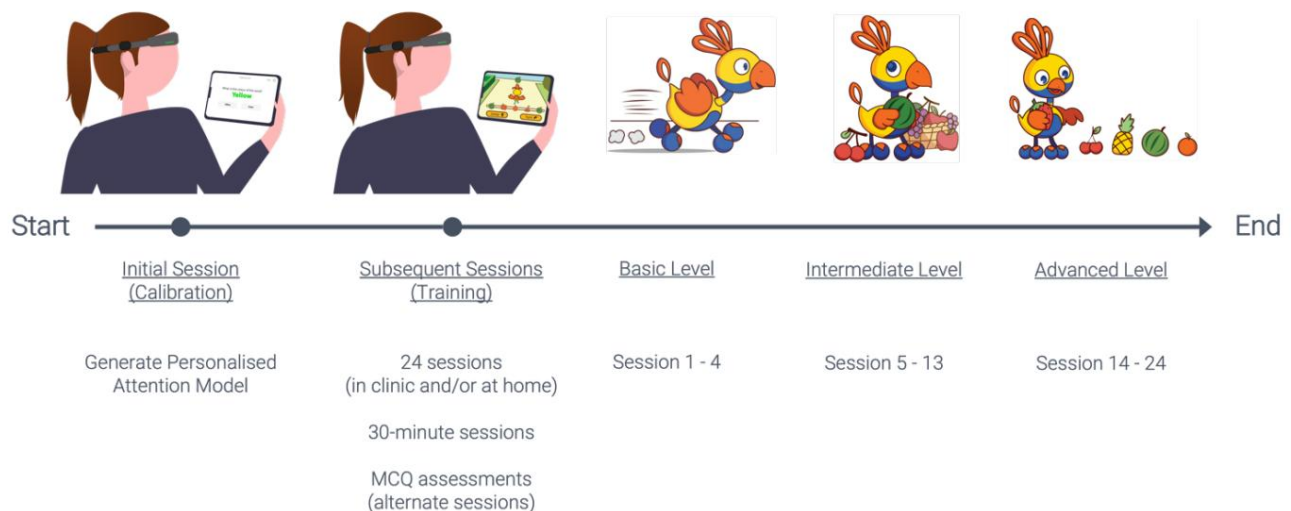 Yellow
Start
End
Initial Session
(Calibration)
Generate Personalised
Attention Model
Subsequent Sessions
(Training)
24 sessions
(in clinic and/or at home)
30-minute sessions
MCQ assessments
(alternate sessions)
Basic Level
Session 1 - 4
Intermediate Level
Session 5 - 13
Advanced Level
Session 14 - 24